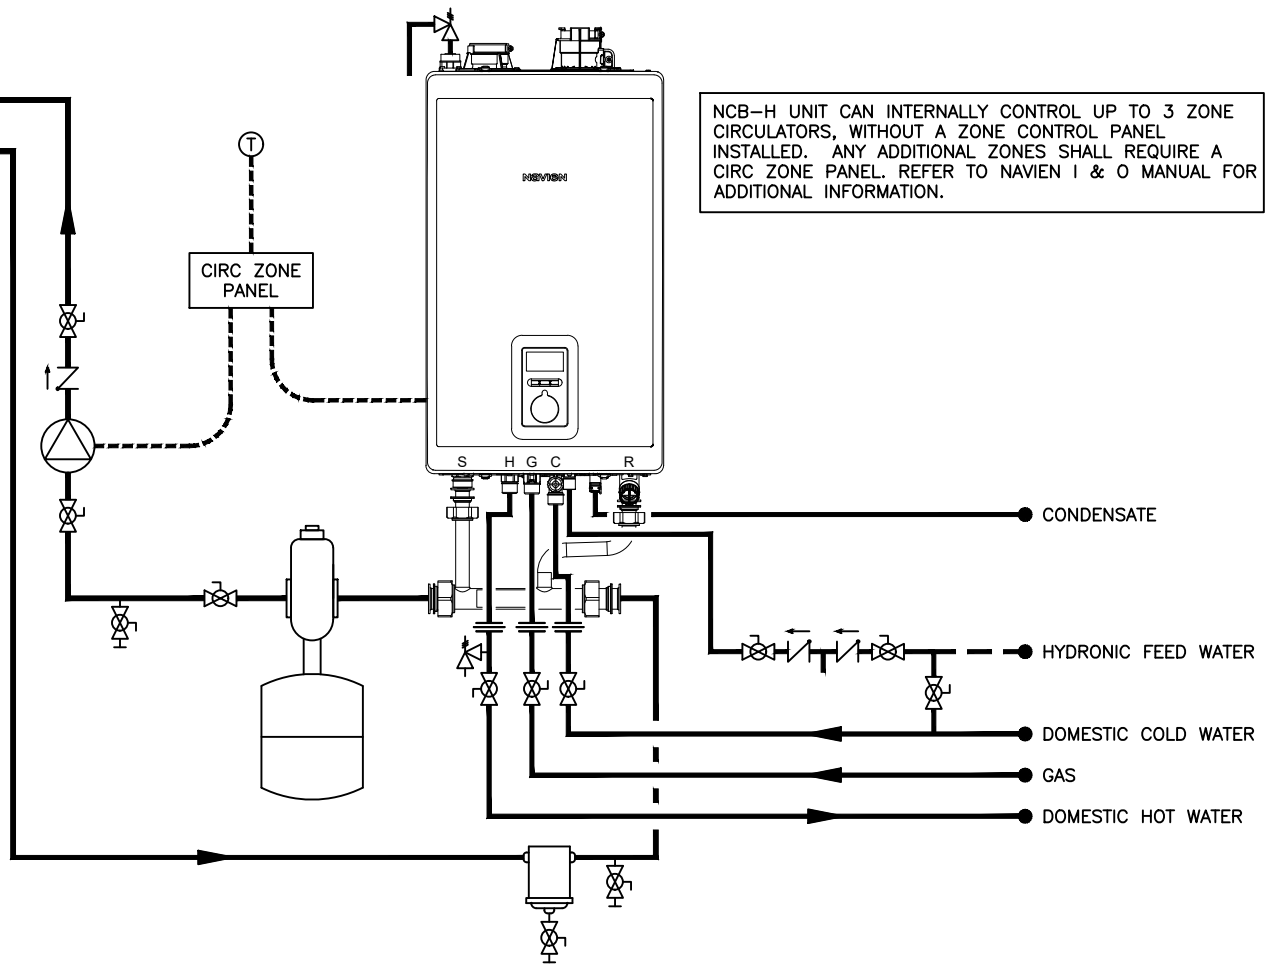 NCB-H UNIT CAN INTERNALLY CONTROL UP TO 3 ZONE
CIRCULATORS, WITHOUT A ZONE CONTROL PANEL
INSTALLED. ANY ADDITIONAL ZONES SHALL REQUIRE A
CIRC ZONE PANEL. REFER TO NAVIEN I & O MANUAL FOR
ADDITIONAL INFORMATION.
T
NAVIEN
CIRC ZONE
PANEL
S H G C R
CONDENSATE
HYDRONIC FEED WATER
DOMESTIC COLD WATER
GAS
DOMESTIC HOT WATER